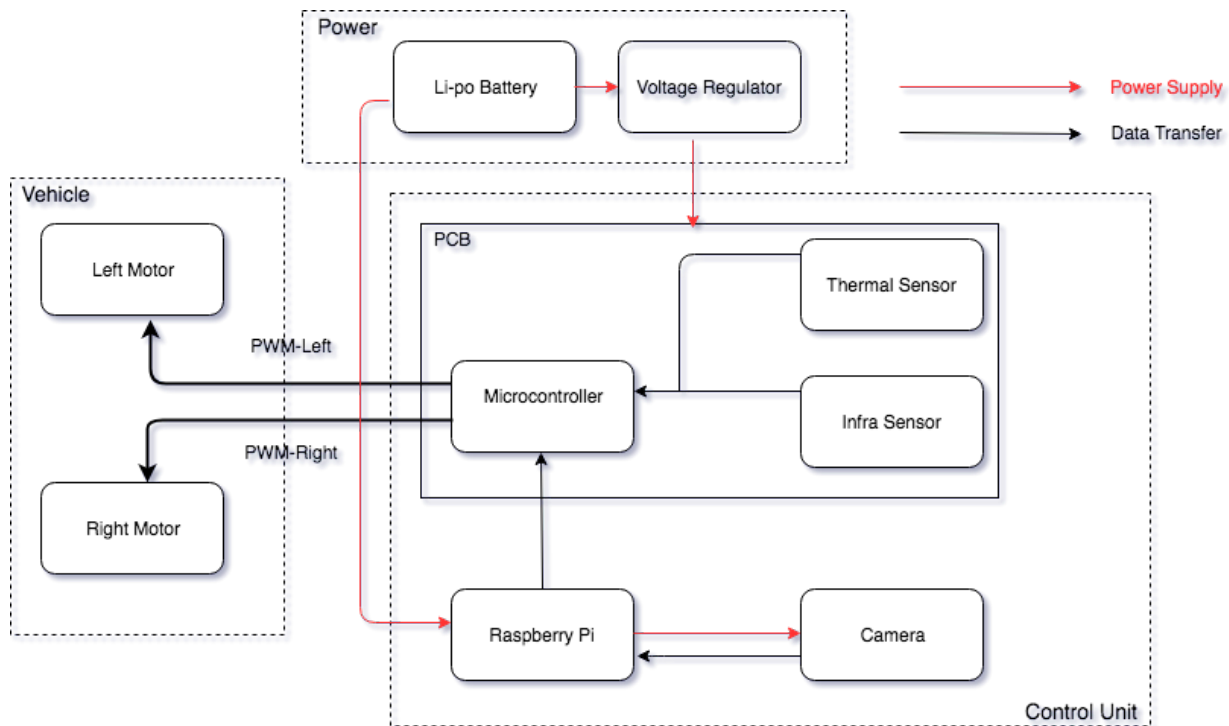 Power
Li-po Battery
Voltage Regulator
Power Supply
Data Transfer
Vehicle
Left Motor
PCB
Thermal Sensor
PWM-Left
Microcontroller
Infra Sensor
PWM-Right
Right Motor
Raspberry Pi
Camera
Control Unit